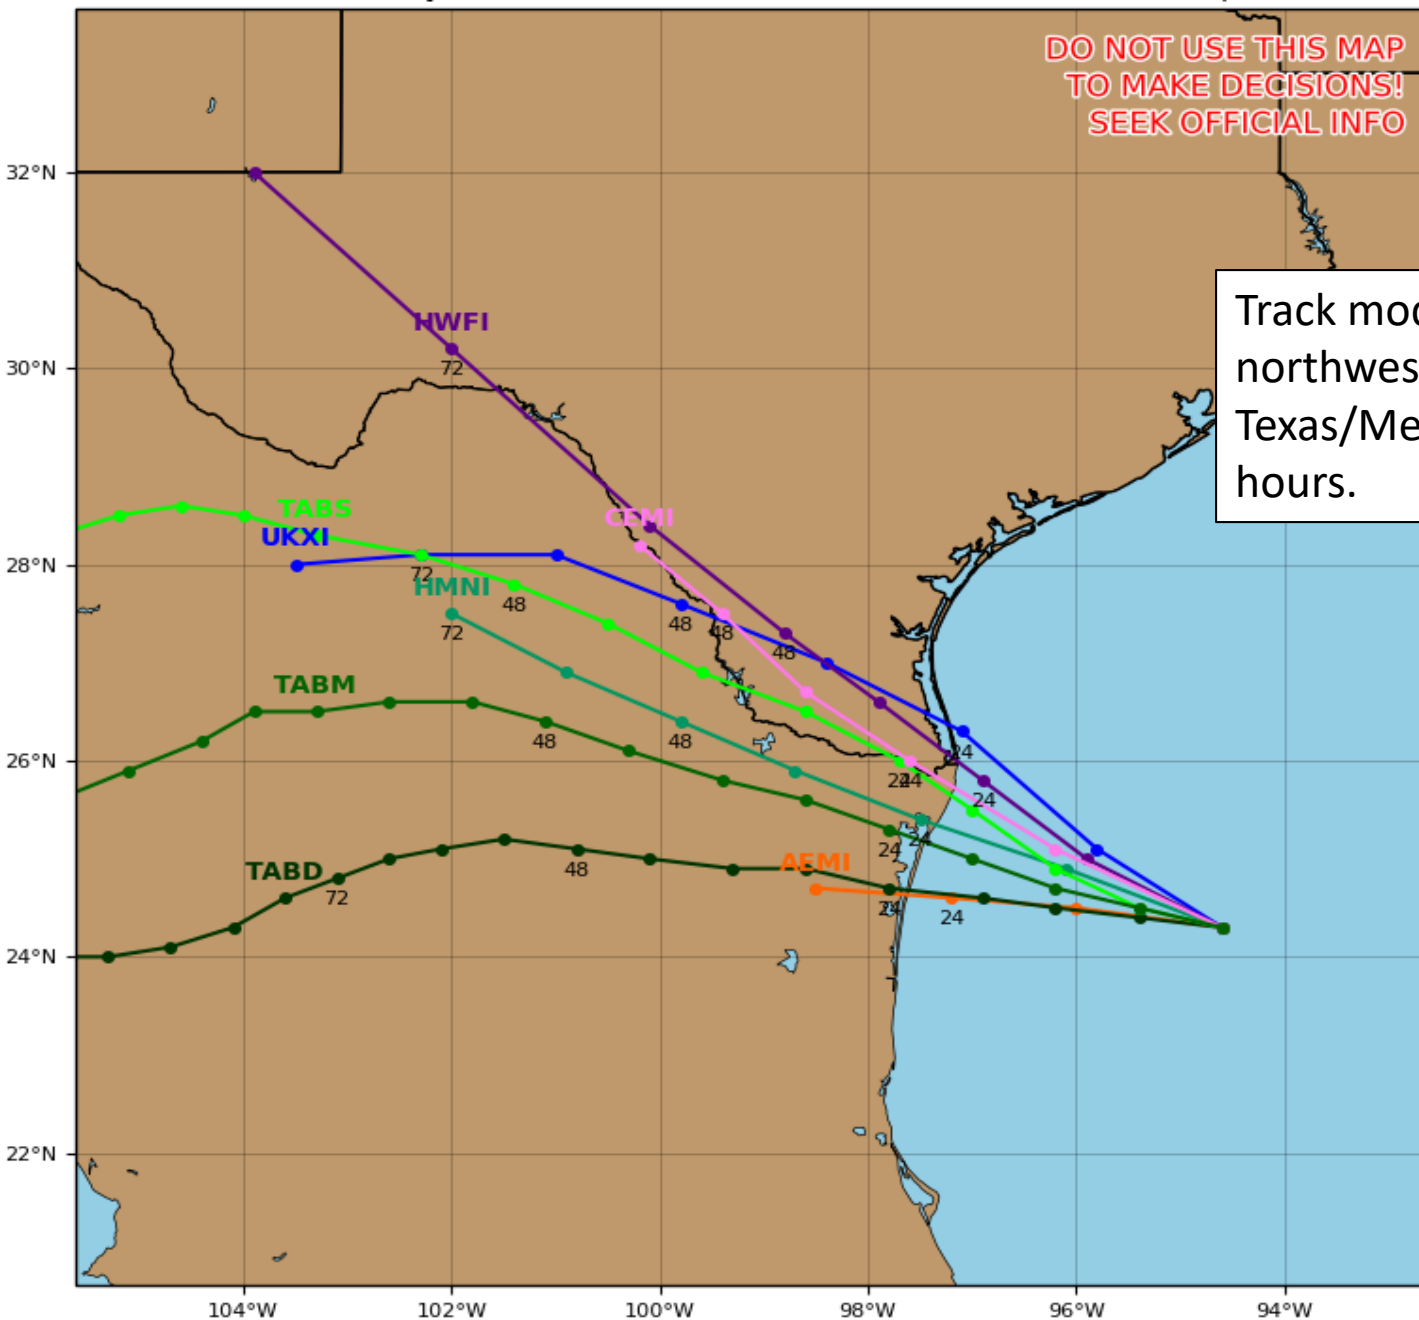 DO NOT USE THIS MAP
TO MAKE DECISIONS!
SEEK OFFICIAL INFO
32°N
HWFI
72
Track
northwes
Texas/Me
hours.
30°N
TABS
CEMI
UKXI
28°N
72
HMNI
48
48
48
72
48
TABM
48
48
24
26°N
24
24
24
24
24
TABD
AEMI
48
72
24
24
24°N
22°N
104°W
102°W
100°W
98°W
96°W
94°W